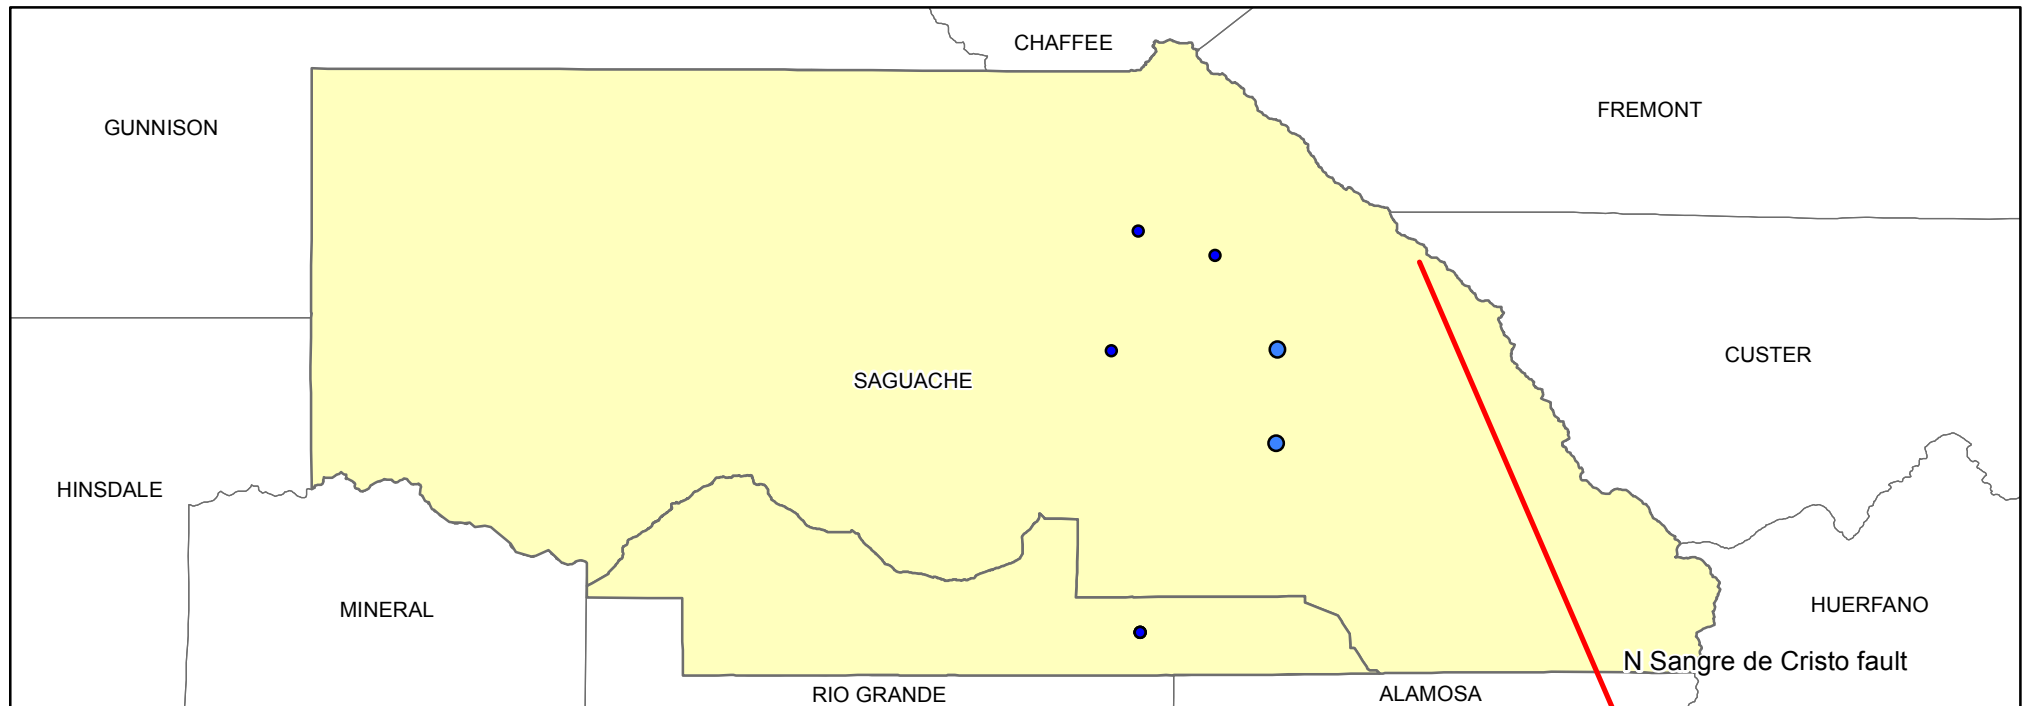 CHAFFEE
FREMONT
GUNNISON
CUSTER
SAGUACHE
HINSDALE
MINERAL
HUERFANO
N Sangre de Cristo fault
RIO GRANDE
ALAMOSA